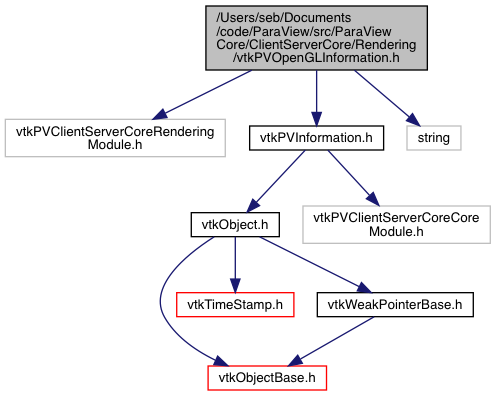 /Users/seb/Documents
/code/ParaView/src/ParaView
Core/ClientServerCore/Rendering
/vtkPVOpenGLInformation.h
vtkPVClientServerCoreRendering
Module.h
vtkPVInformation.h
string
vtkObject.h
vtkPVClientServerCoreCore
Module.h
vtkTimeStamp.h
vtkWeakPointerBase.h
vtkObjectBase.h